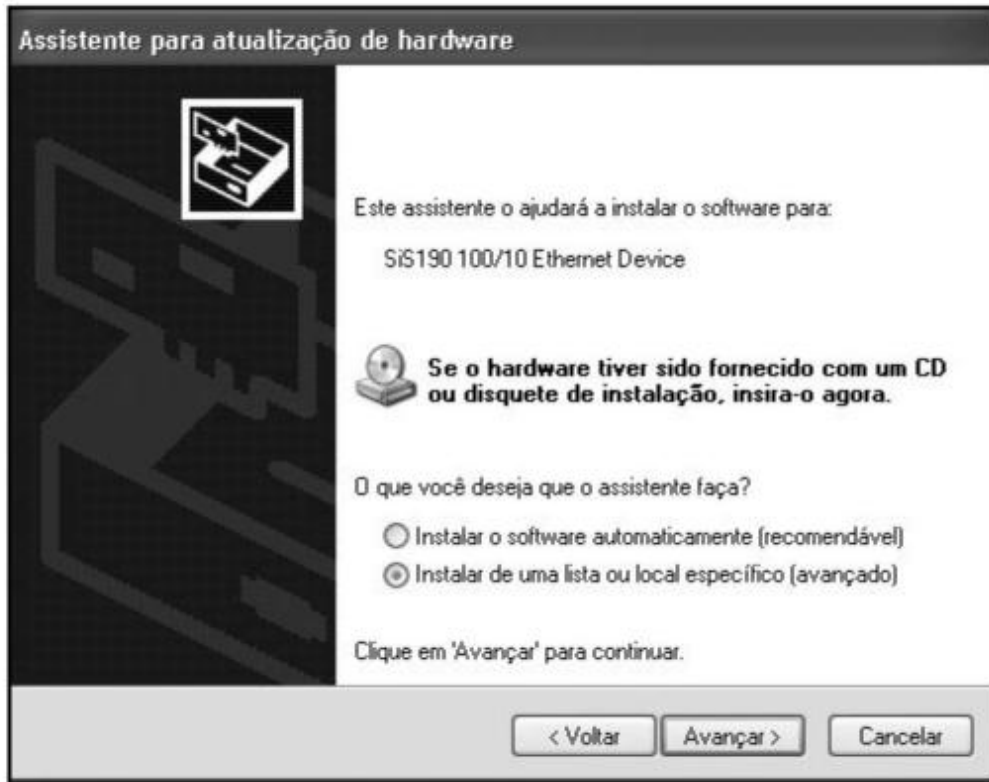 Assistente para atualização de hardware
Este assistente o ajudará a instalar o software para:
SiS190 100/10 Ethernet Device
Se o hardware tiver sido fornecido com um CD
ou disquete de instalação, insira-o agora.
O que você deseja que o assistente faça?
Instalar o software automaticamente (recomendável)
Instalar de uma lista ou local específico (avançado)
Clique em 'Avançar' para continuar.
< Voltar Avançar > Cancelar